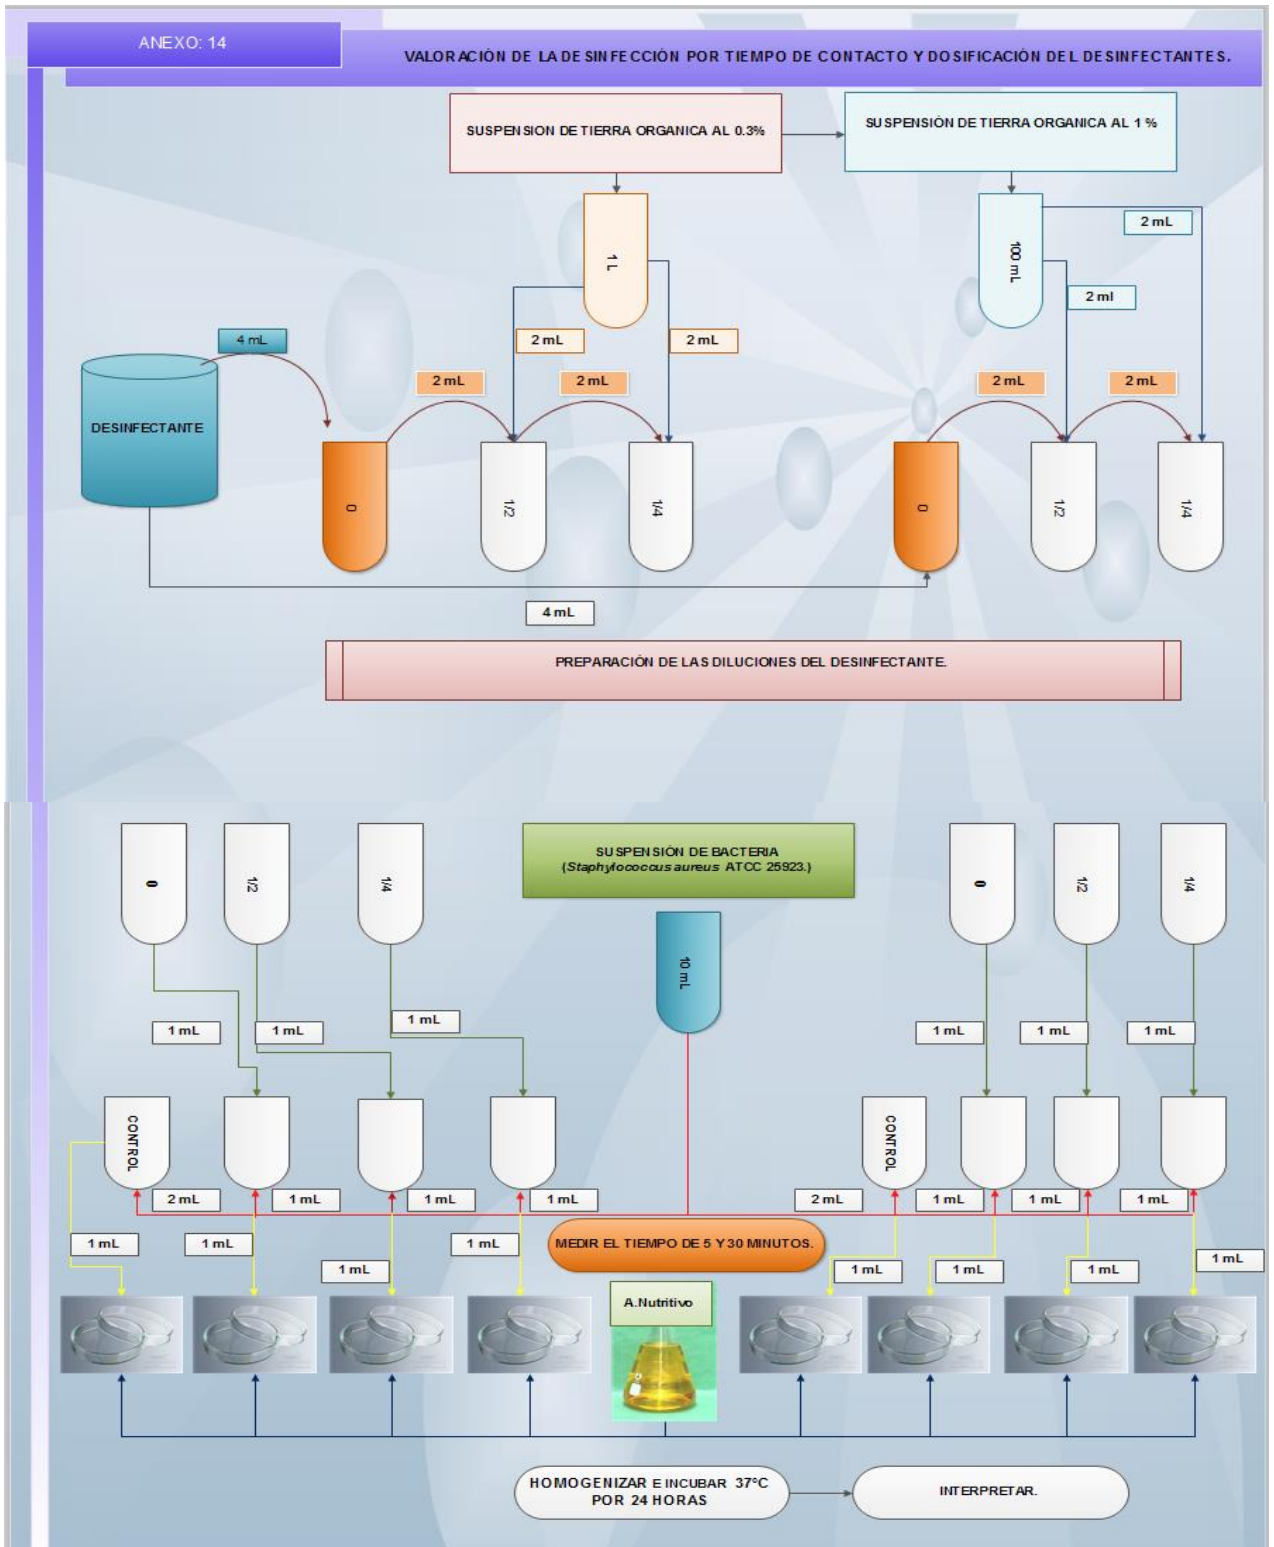 ANEXO: 14
VALORACIÓN DE LA DESINFECCIÓN POR TIEMPO DE CONTACTO Y DOSIFICACIÓN DEL DESINFECTANTES.
SUSPENSION DE TIERRA ORGANICA AL 0.3%
SUSPENSIÓN DE TIERRA ORGANICA AL 1 %
1 L
100 mL
2 mL
2 ml
2 mL
2 mL
4 mL
2 mL
2 mL
2 mL
2 mL
DESINFECTANTE
0
1/2
1/4
0
1/2
1/4
4 mL
PREPARACIÓN DE LAS DILUCIONES DEL DESINFECTANTE.
0
1/2
1/4
SUSPENSIÓN DE BACTERIA
(Staphylococcus aureus ATCC 25923.)
10 mL
0
1/2
1/4
1 mL
1 mL
1 mL
1 mL
1 mL
1 mL
CONTROL
CONTROL
2 mL
1 mL
1 mL
1 mL
2 mL
1 mL
1 mL
1 mL
1 mL
1 mL
1 mL
1 mL
MEDIR EL TIEMPO DE 5 Y 30 MINUTOS.
1 mL
1 mL
1 mL
1 mL
A.Nutritivo
HOMOGENIZAR E INCUBAR 37°C
POR 24 HORAS
INTERPRETAR.